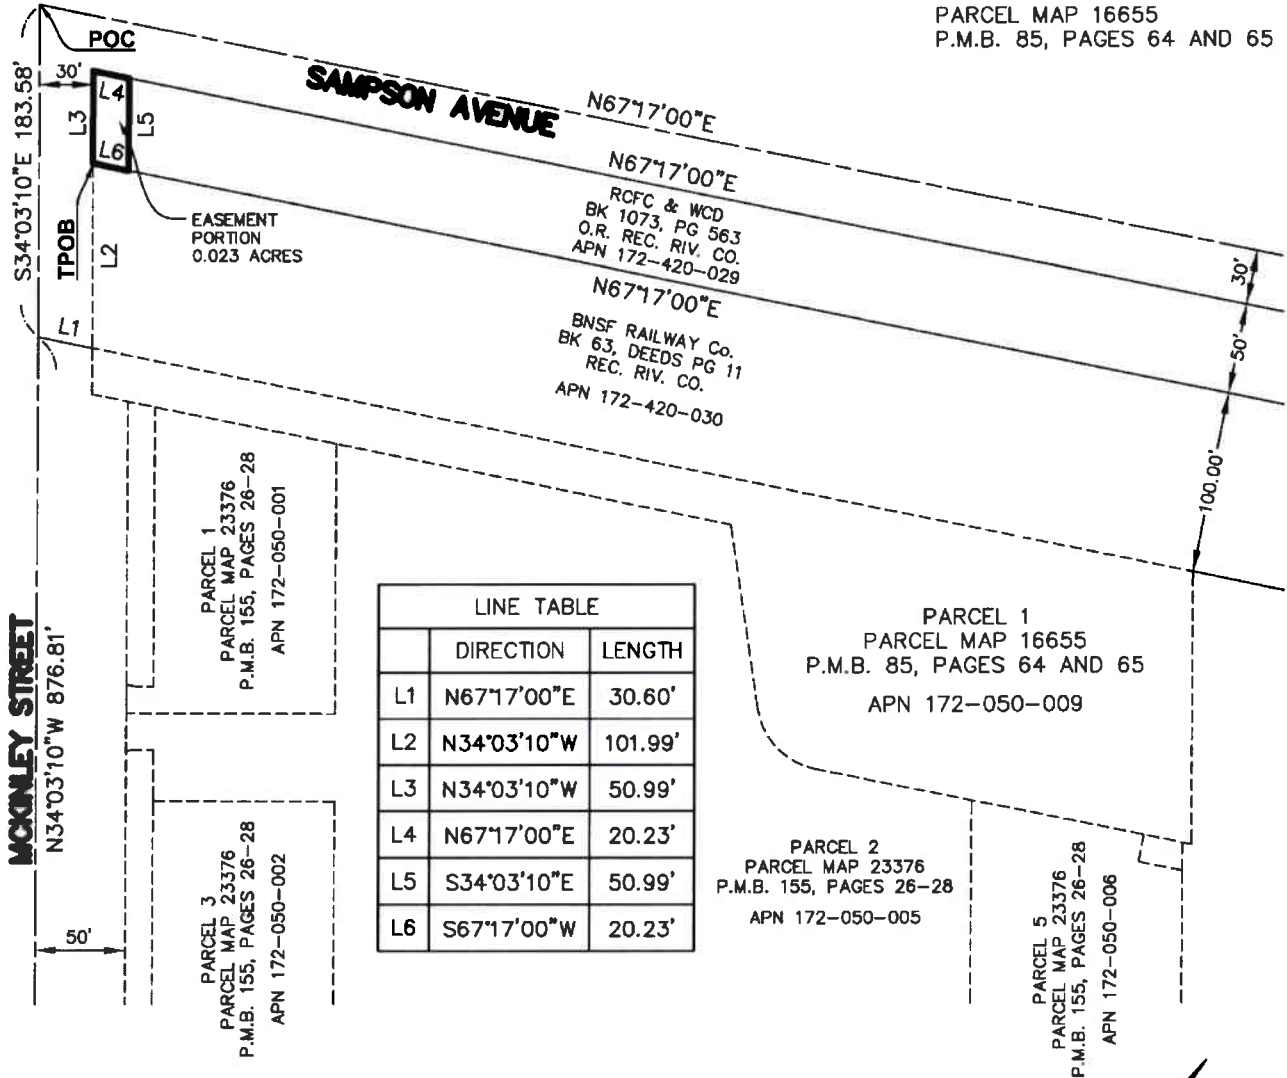 PARCEL MAP 16655
P.M.B. 85, PAGES 64 AND 65
POC
30'
SAMPSON AVENUE
N67°17'00"E
S34°03'10"E 183.58'
L3
L4
L5
L6
N67°17'00"E
RCFC & WCD
BK 1073, PG 563
O.R. REC. RIV. CO.
APN 172-420-029
EASEMENT
PORTION
0.023 ACRES
TPOB
L2
L1
N67°17'00"E
BNSF RAILWAY Co.
BK 63, DEEDS PG 11
REC. RIV. CO.
APN 172-420-030
30'
50'
100.00'
PARCEL 1
PARCEL MAP 23376
P.M.B. 155, PAGES 26-28
APN 172-050-001
MCKINLEY STREET
N34°03'10"W 876.81'
LINE TABLE
DIRECTION LENGTH
L1 N67°17'00"E 30.60'
L2 N34°03'10"W 101.99'
L3 N34°03'10"W 50.99'
L4 N67°17'00"E 20.23'
L5 S34°03'10"E 50.99'
L6 S67°17'00"W 20.23'
PARCEL 1
PARCEL MAP 16655
P.M.B. 85, PAGES 64 AND 65
APN 172-050-009
50'
PARCEL 3
PARCEL MAP 23376
P.M.B. 155, PAGES 26-28
APN 172-050-002
PARCEL 2
PARCEL MAP 23376
P.M.B. 155, PAGES 26-28
APN 172-050-005
PARCEL 5
PARCEL MAP 23376
P.M.B. 155, PAGES 26-28
APN 172-050-006